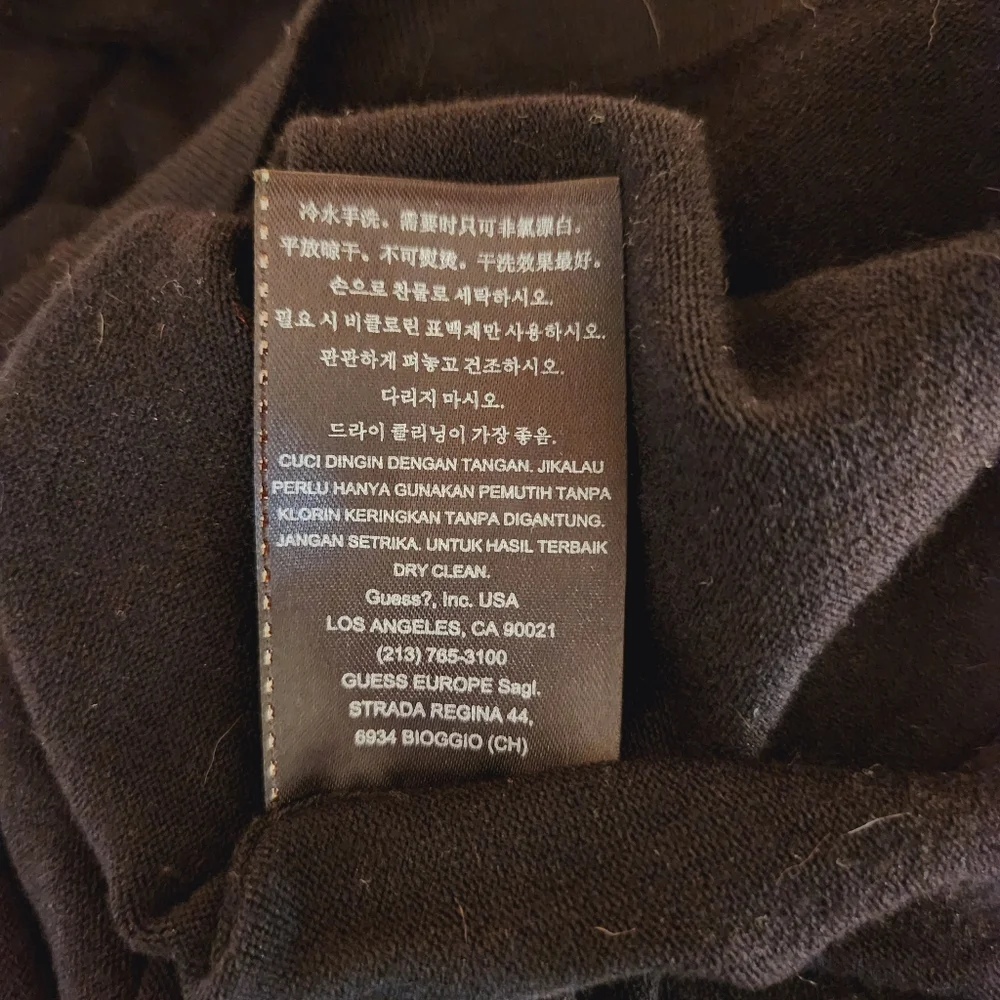 冷水手洗。需要时只可非氯漂白。
平放晾干。不可熨烫。干洗效果最好。
손으로 찬물로 세탁하시오.
필요 시 비클로린 표백제만 사용하시오.
판판하게 펴놓고 건조하시오.
다리지 마시오.
드라이 클리닝이 가장 좋음.
CUCI DINGIN DENGAN TANGAN. JIKALAU
PERLU HANYA GUNAKAN PEMUTIH TANPA
KLORIN KERINGKAN TANPA DIGANTUNG.
JANGAN SETRIKA. UNTUK HASIL TERBAIK
DRY CLEAN.
Guess?, Inc. USA
LOS ANGELES, CA 90021
(213) 765-3100
GUESS EUROPE Sagl.
STRADA REGINA 44,
6934 BIOGGIO (CH)